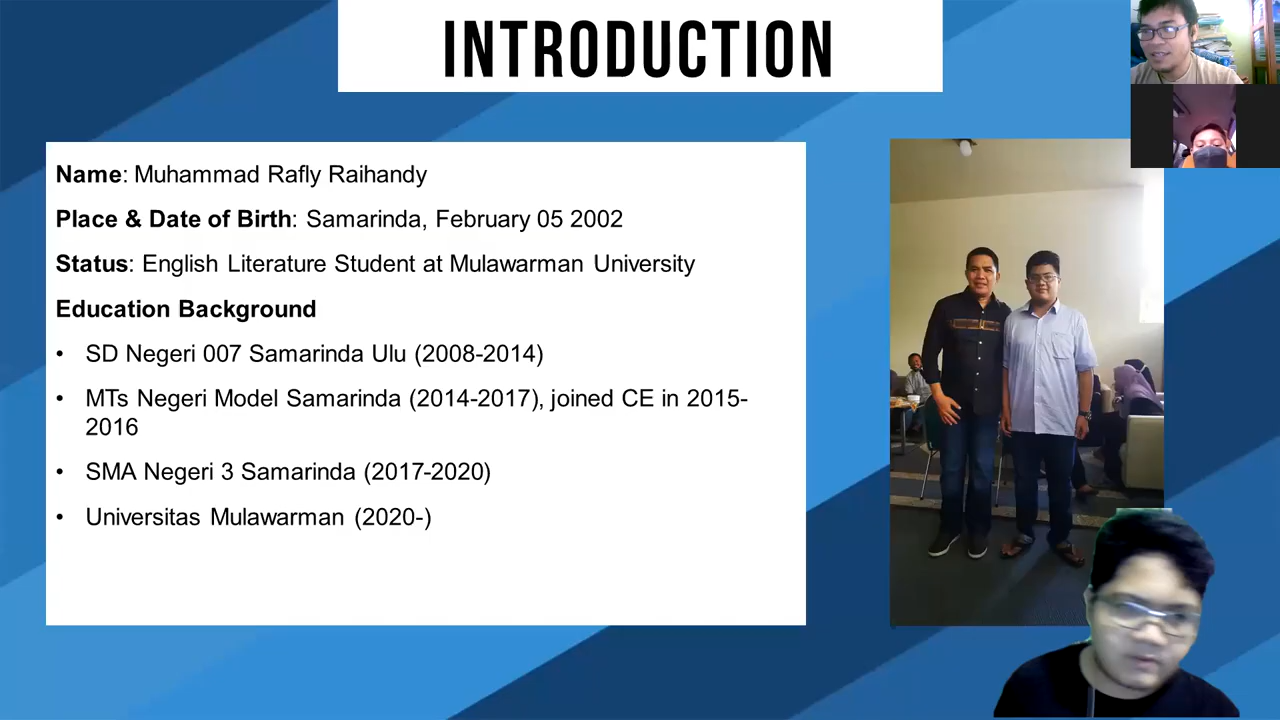 INTRODUCTION
Name: Muhammad Rafly Raihandy
Place & Date of Birth: Samarinda, February 05 2002
Status: English Literature Student at Mulawarman University
Education Background
• SD Negeri 007 Samarinda Ulu (2008-2014)
• MTs Negeri Model Samarinda (2014-2017), joined CE in 2015-
2016
• SMA Negeri 3 Samarinda (2017-2020)
• Universitas Mulawarman (2020-)